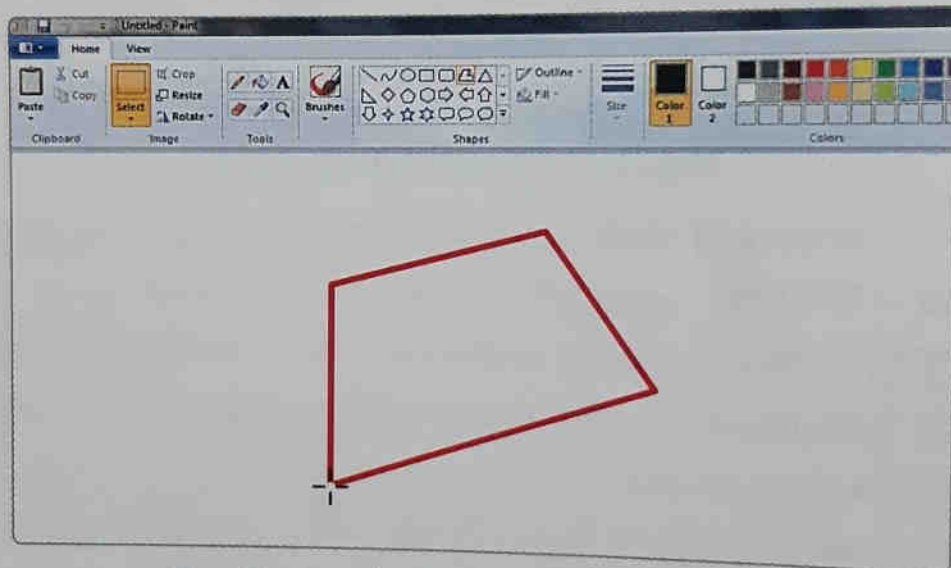 Untitled - Paint
Home View
Cut
Copy
Paste
Clipboard
Select
Crop
Resize
Rotate
Image
A
Tools
Brushes
Outline
Fill
Shapes
Size
Color 1
Color 2
Colors